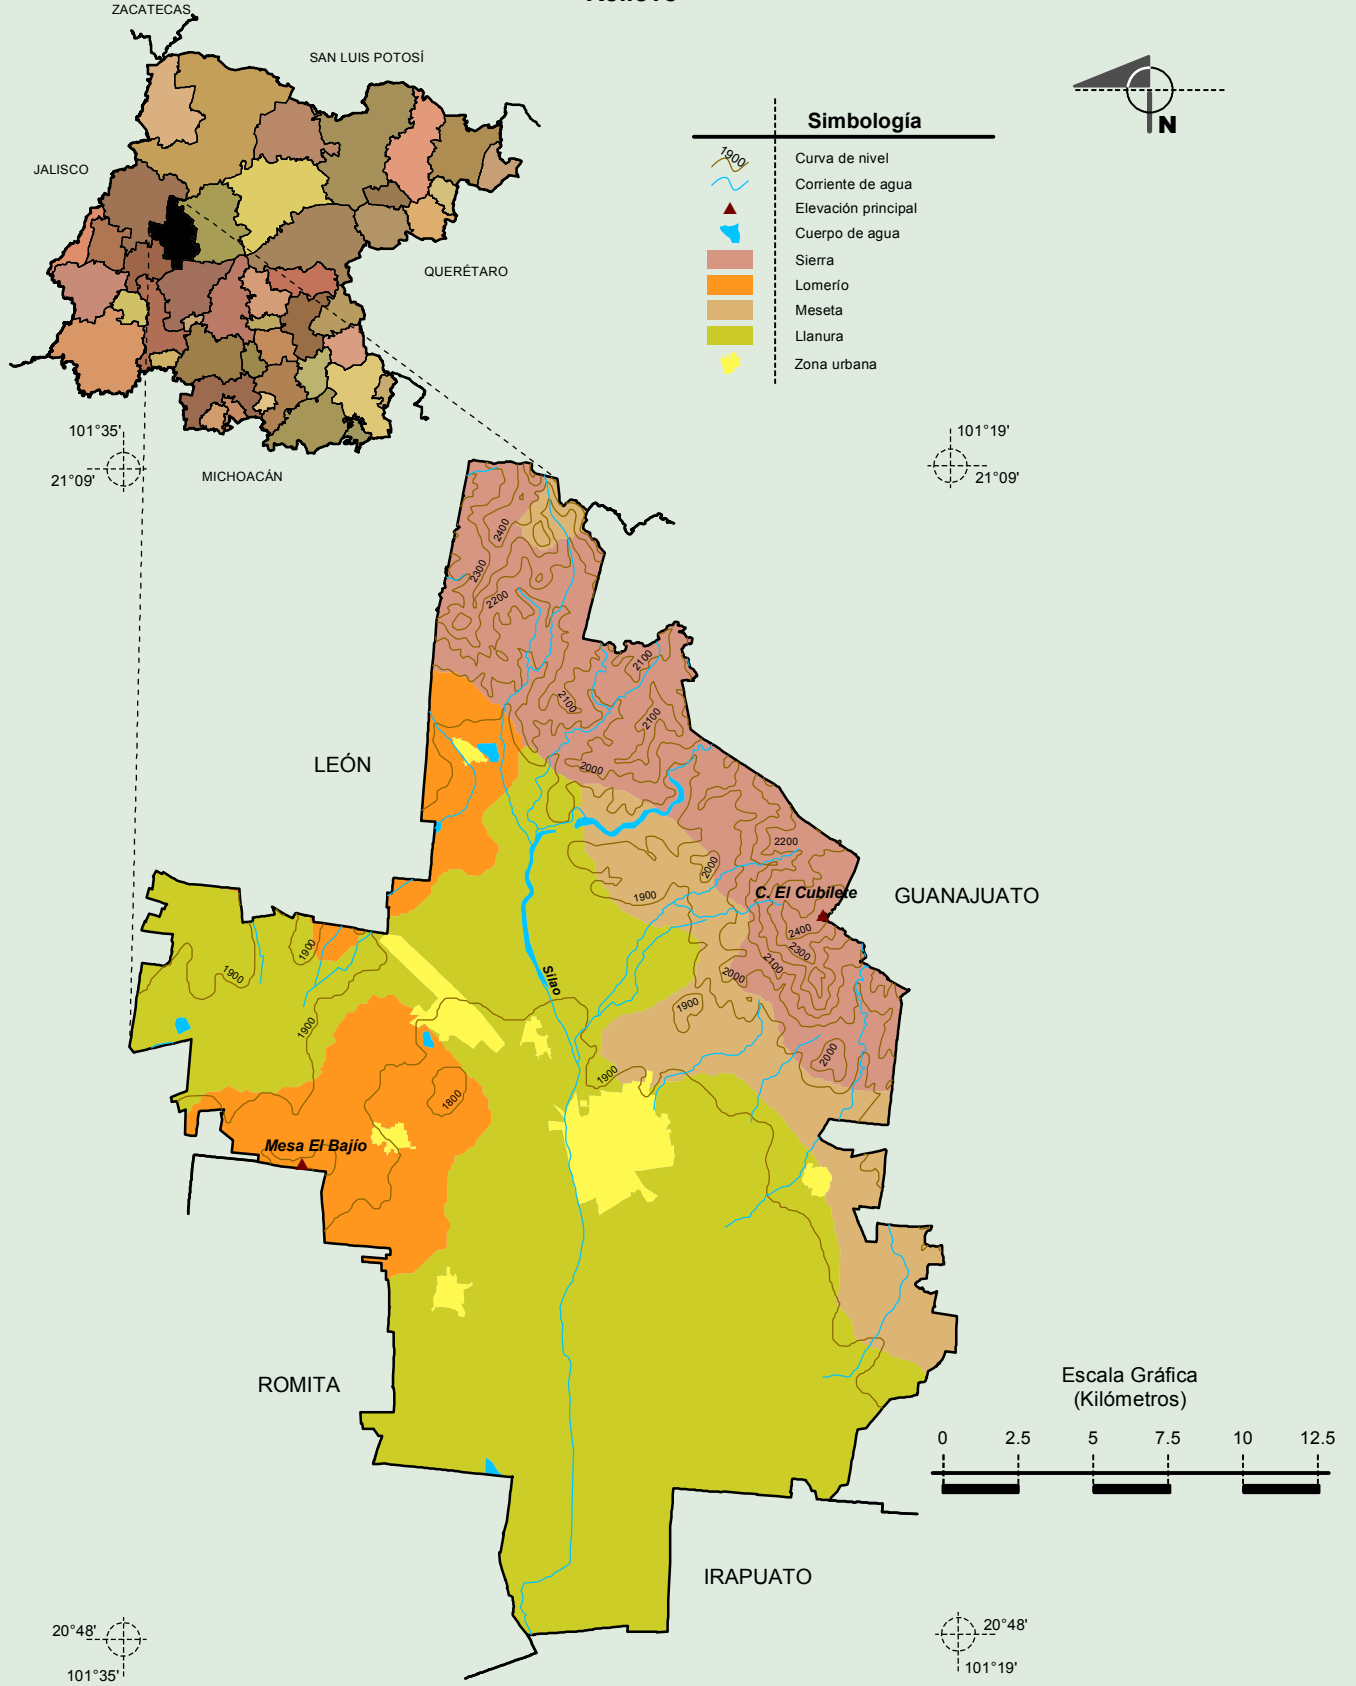 Relieve
ZACATECAS
SAN LUIS POTOSÍ
JALISCO
QUERÉTARO
MICHOACÁN
N
Simbología
1900
Curva de nivel
Corriente de agua
Elevación principal
Cuerpo de agua
Sierra
Lomerío
Meseta
Llanura
Zona urbana
101°35'
21°09'
101°19'
21°09'
2400
2300
2200
2100
2100
2100
2000
LEÓN
2200
2000
1900
C. El Cubilete
GUANAJUATO
2400
2300
2100
2000
1900
1900
1900
1900
Silao
1900
2000
1800
Mesa El Bajío
ROMITA
Escala Gráfica
(Kilómetros)
0 2.5 5 7.5 10 12.5
IRAPUATO
20°48'
101°35'
20°48'
101°19'